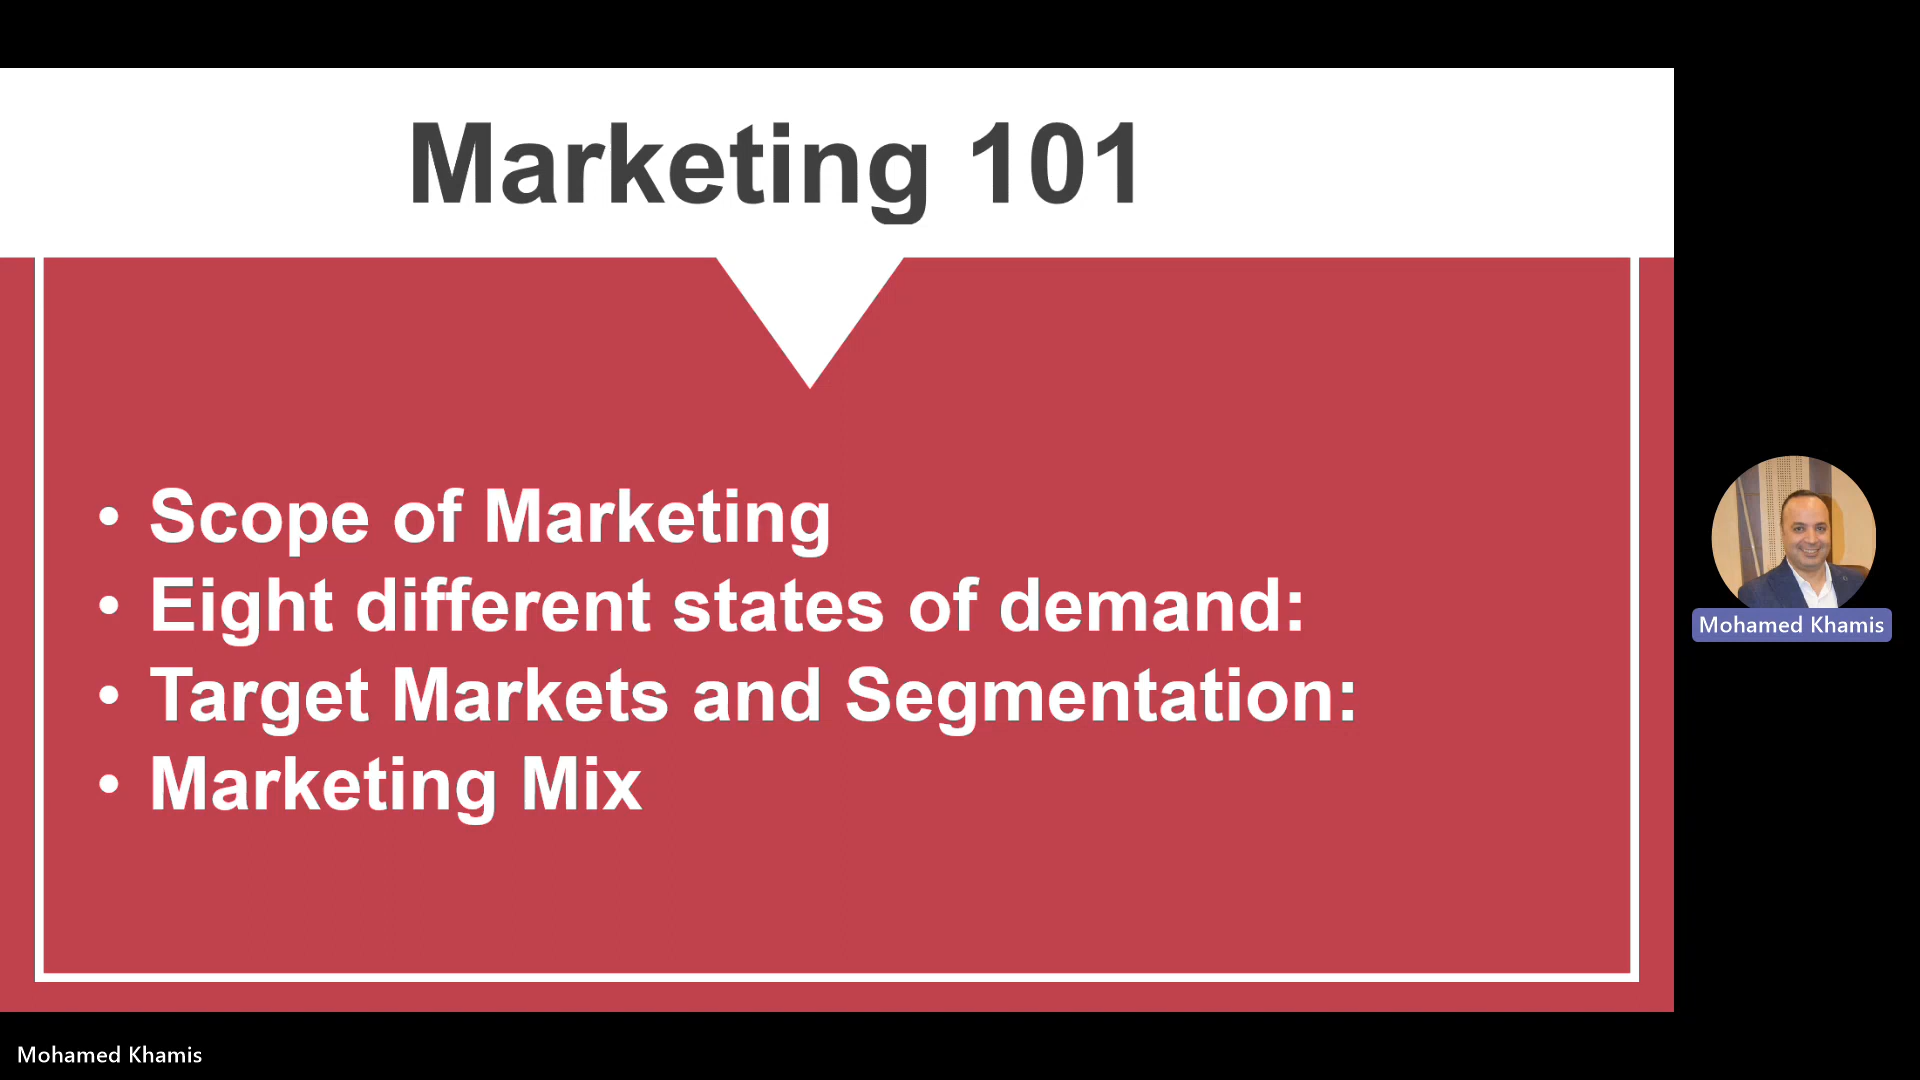 Marketing 101
• Scope of Marketing
• Eight different states of demand:
• Target Markets and Segmentation:
• Marketing Mix
Mohamed Khamis
Mohamed Khamis